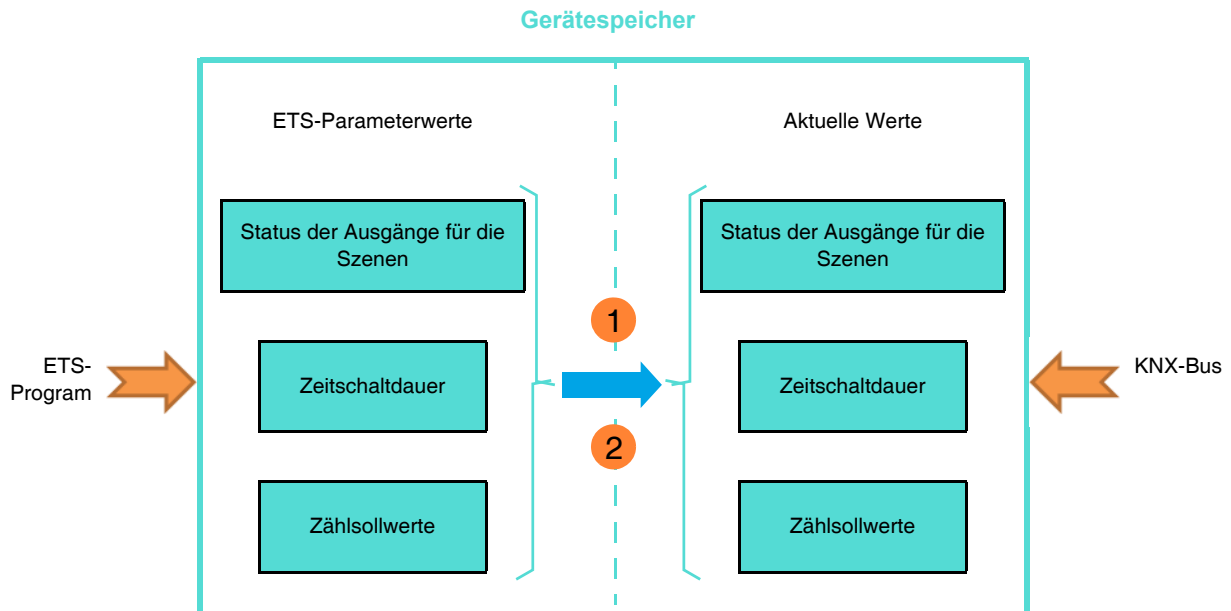 Gerätespeicher
ETS-Parameterwerte
Aktuelle Werte
Status der Ausgänge für die
Szenen
Status der Ausgänge für die
Szenen
1
ETS-
Program
Zeitschaltdauer
Zeitschaltdauer
KNX-Bus
2
Zählsollwerte
Zählsollwerte